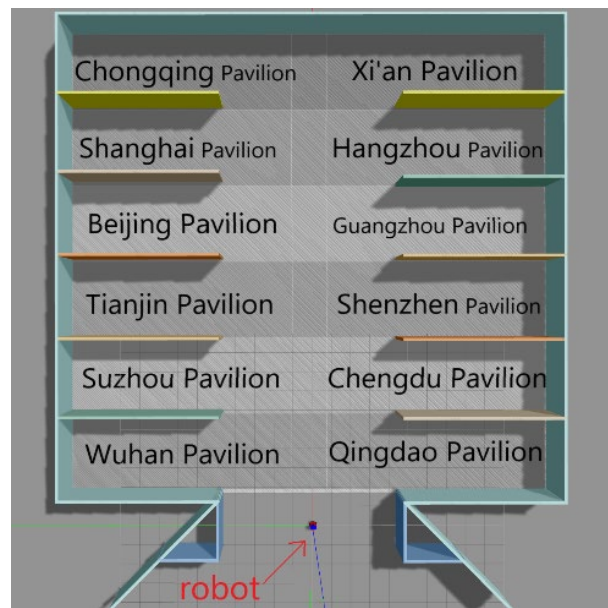 Chongqing Pavilion
Xi'an Pavilion
Shanghai Pavilion
Hangzhou Pavilion
Beijing Pavilion
Guangzhou Pavilion
Tianjin Pavilion
Shenzhen Pavilion
Suzhou Pavilion
Chengdu Pavilion
Wuhan Pavilion
Qingdao Pavilion
robot